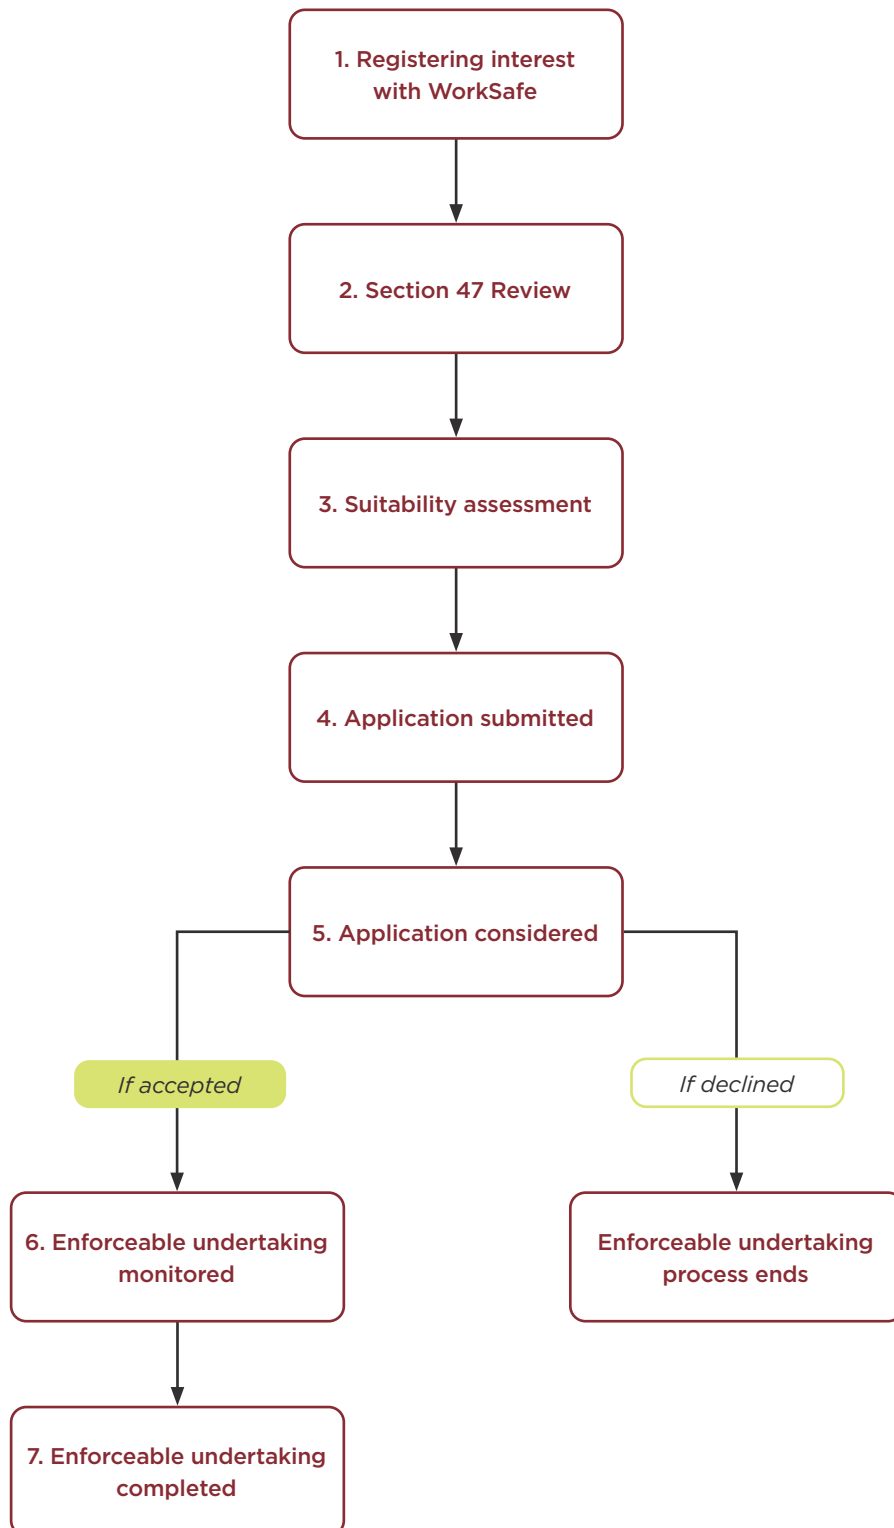 1. Registering interest
with WorkSafe
2. Section 47 Review
3. Suitability assessment
4. Application submitted
5. Application considered
If accepted
If declined
6. Enforceable undertaking
monitored
Enforceable undertaking
process ends
7. Enforceable undertaking
completed